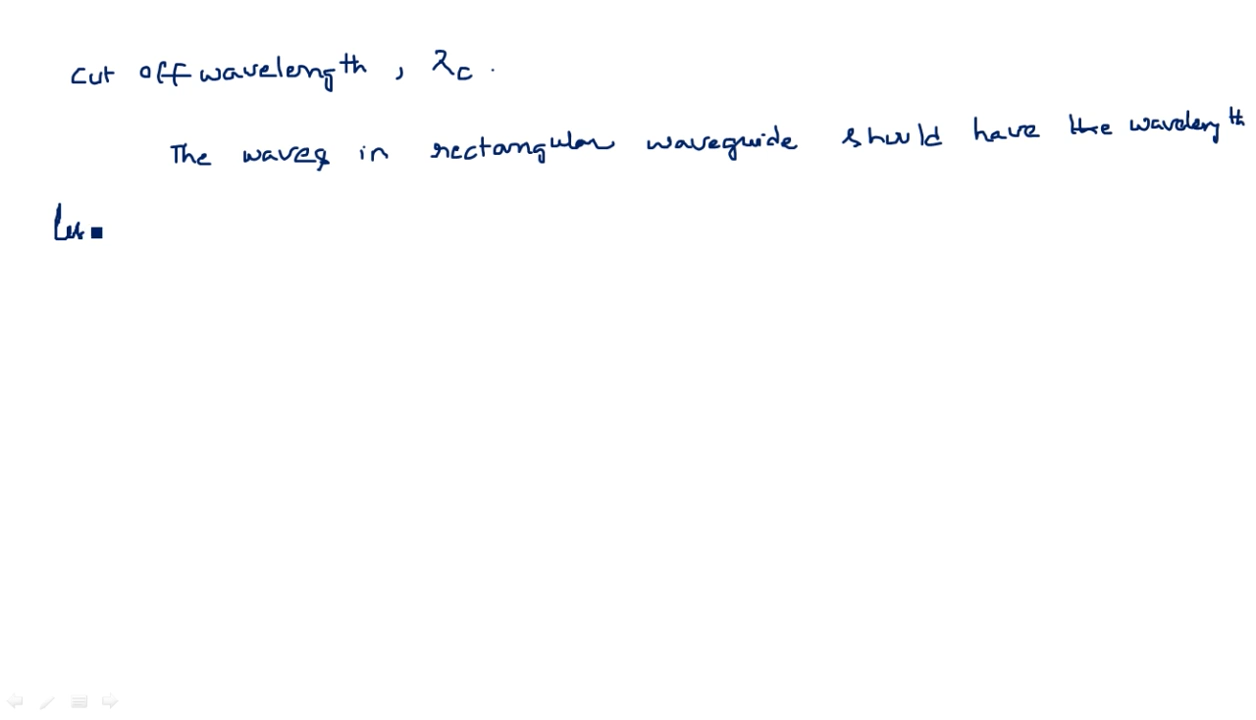 cut off wavelength, λc.
The waves in rectangular waveguide should have the wavelength